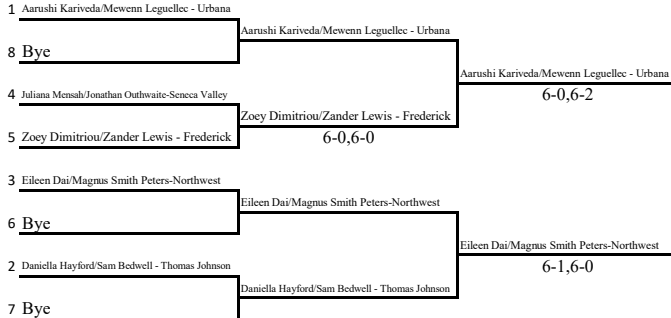 1 Aarushi Kariveda/Mewenn Leguellec - Urbana
Aarushi Kariveda/Mewenn Leguellec - Urbana
8 Bye
Aarushi Kariveda/Mewenn Leguellec - Urbana
6-0,6-2
4 Juliana Mensah/Jonathan Outhwaite-Seneca Valley
Zoey Dimitriou/Zander Lewis - Frederick
5 Zoey Dimitriou/Zander Lewis - Frederick
6-0,6-0
3 Eileen Dai/Magnus Smith Peters-Northwest
Eileen Dai/Magnus Smith Peters-Northwest
6 Bye
Eileen Dai/Magnus Smith Peters-Northwest
6-1,6-0
2 Daniella Hayford/Sam Bedwell - Thomas Johnson
Daniella Hayford/Sam Bedwell - Thomas Johnson
7 Bye